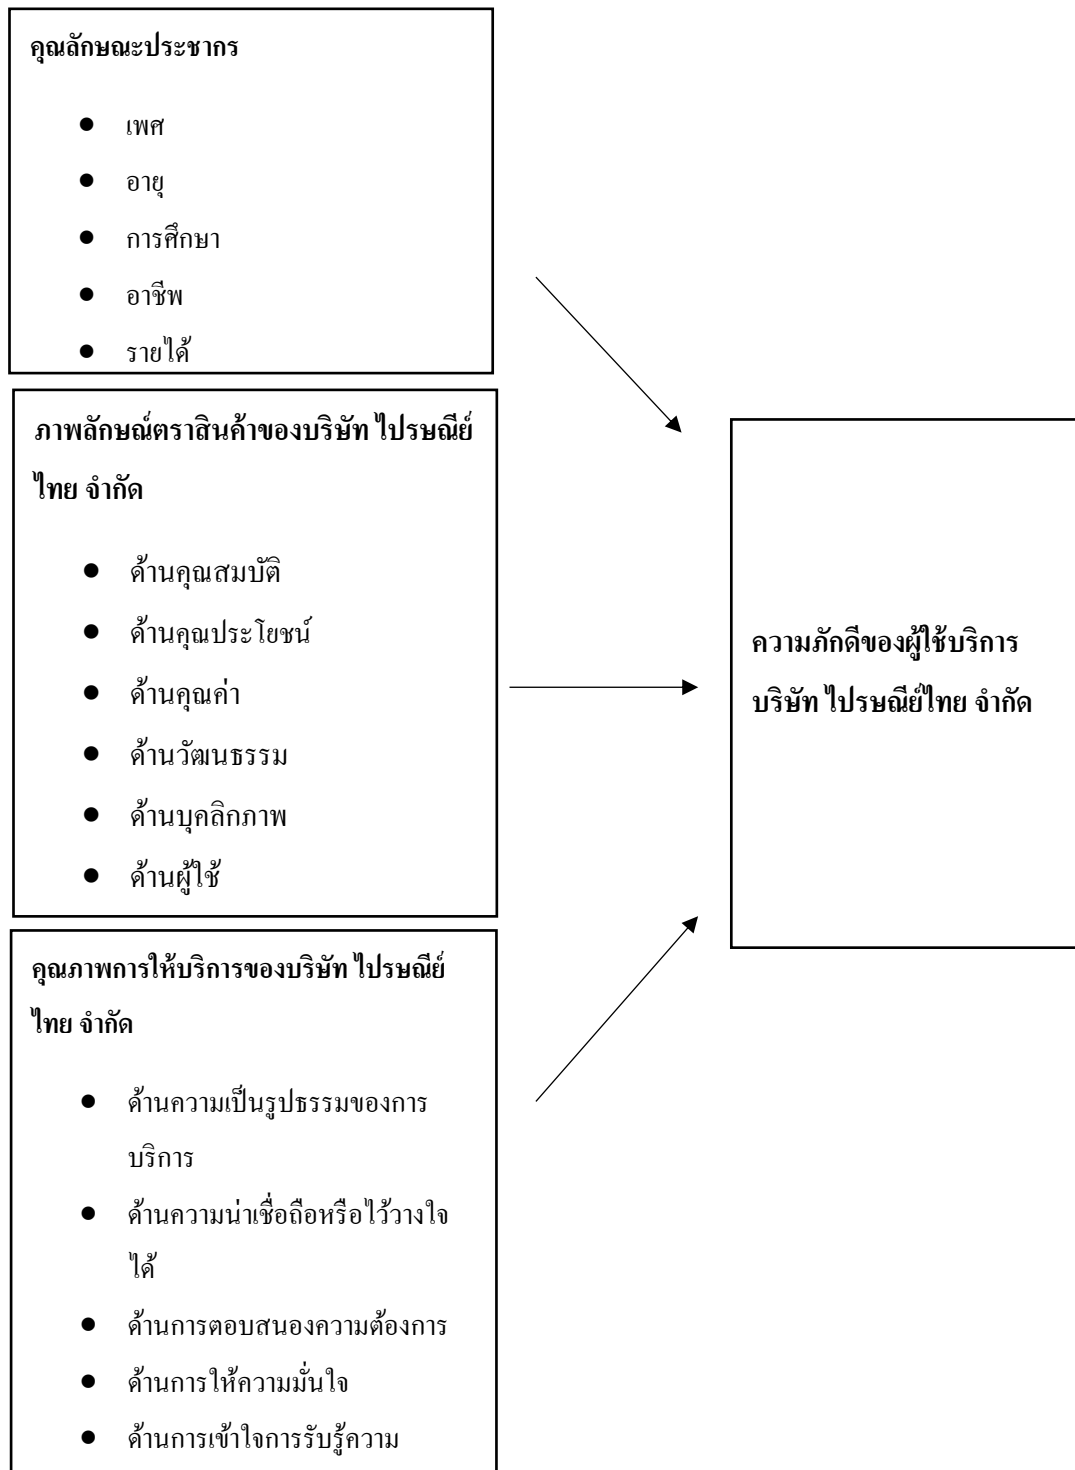 คุณลักษณะประชากร
● เพศ
● อายุ
● การศึกษา
● อาชีพ
● รายได้
ภาพลักษณ์ตราสินค้าของบริษัท ไปรษณีย์
ไทย จำกัด
● ด้านคุณสมบัติ
● ด้านคุณประโยชน์
● ด้านคุณค่า
● ด้านวัฒนธรรม
● ด้านบุคลิกภาพ
● ด้านผู้ใช้
คุณภาพการให้บริการของบริษัท ไปรษณีย์
ไทย จำกัด
● ด้านความเป็นรูปธรรมของการ
บริการ
● ด้านความน่าเชื่อถือหรือไว้วางใจ
ได้
● ด้านการตอบสนองความต้องการ
● ด้านการให้ความมั่นใจ
● ด้านการเข้าใจการรับรู้ความ
ความภักดีของผู้ใช้บริการ
บริษัท ไปรษณีย์ไทย จำกัด